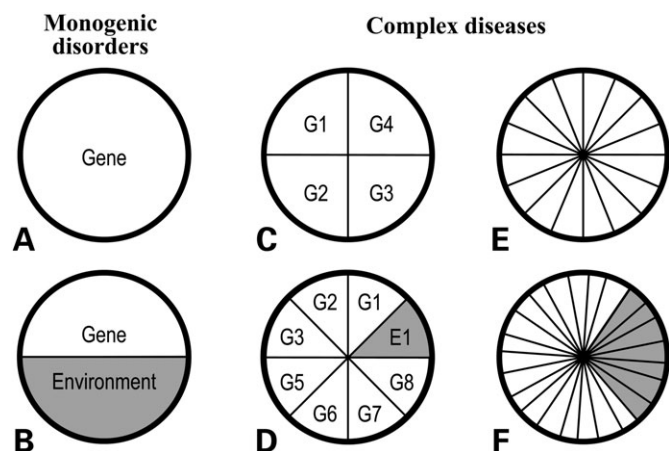 Monogenic
disorders
Complex diseases
Gene
A
G1 G4
G2 G3
C
E
Gene
Environment
B
G2 G1
G3 E1
G5 G8
G6 G7
D
F